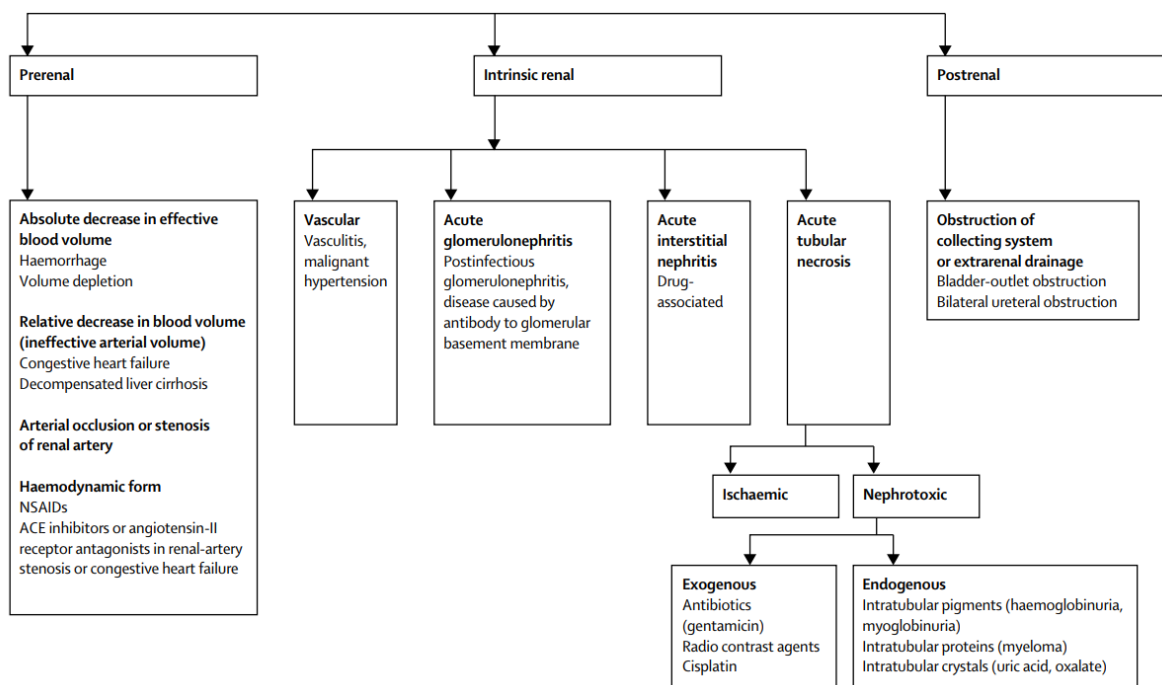 Prerenal
Intrinsic renal
Postrenal
Absolute decrease in effective
blood volume
Haemorrhage
Volume depletion
Relative decrease in blood volume
(ineffective arterial volume)
Congestive heart failure
Decompensated liver cirrhosis
Arterial occlusion or stenosis
of renal artery
Haemodynamic form
NSAIDs
ACE inhibitors or angiotensin-II
receptor antagonists in renal-artery
stenosis or congestive heart failure
Vascular
Vasculitis,
malignant
hypertension
Acute
glomerulonephritis
Postinfectious
glomerulonephritis,
disease caused by
antibody to glomerular
basement membrane
Acute
interstitial
nephritis
Drug-
associated
Acute
tubular
necrosis
Obstruction of
collecting system
or extrarenal drainage
Bladder-outlet obstruction
Bilateral ureteral obstruction
Ischaemic
Nephrotoxic
Exogenous
Antibiotics
(gentamicin)
Radio contrast agents
Cisplatin
Endogenous
Intratubular pigments (haemoglobinuria,
myoglobinuria)
Intratubular proteins (myeloma)
Intratubular crystals (uric acid, oxalate)